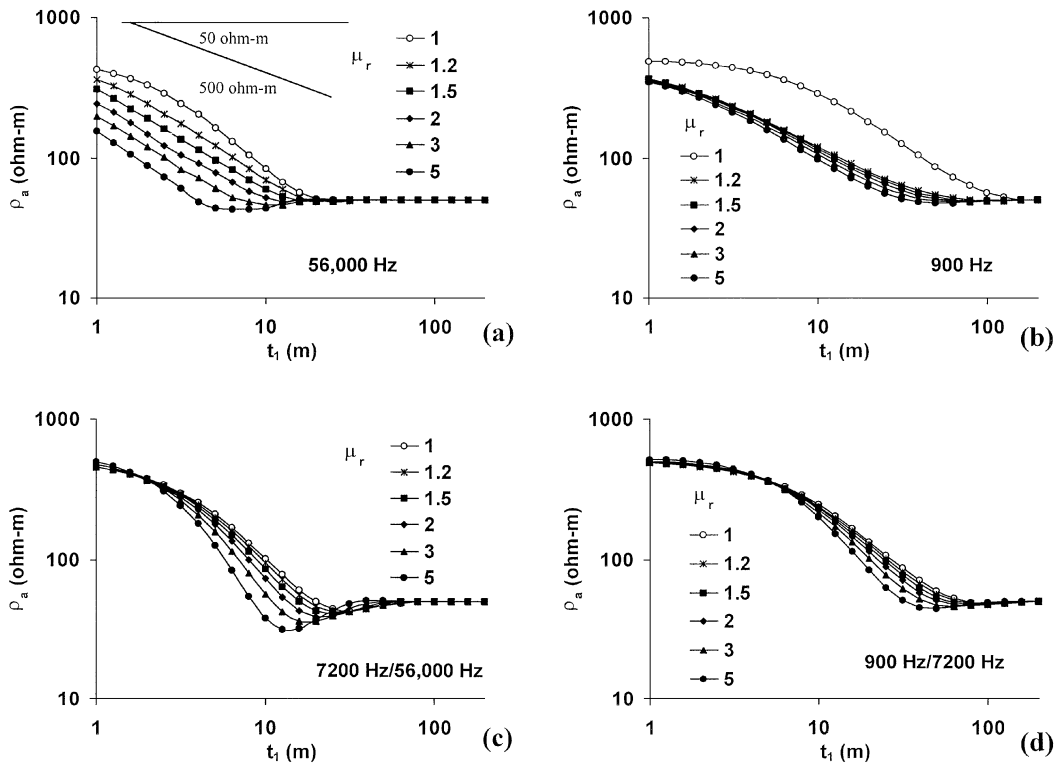 1000
100
10
ρa (ohm-m)
50 ohm-m
500 ohm-m
μr
1
1.2
1.5
2
3
5
56,000 Hz
1 10 100
t1 (m)
(a)
1000
100
10
ρa (ohm-m)
μr
1
1.2
1.5
2
3
5
900 Hz
1 10 100
t1 (m)
(b)
1000
100
10
ρa (ohm-m)
μr
1
1.2
1.5
2
3
5
7200 Hz/56,000 Hz
1 10 100
t1 (m)
(c)
1000
100
10
ρa (ohm-m)
μr
1
1.2
1.5
2
3
5
900 Hz/7200 Hz
1 10 100
t1 (m)
(d)